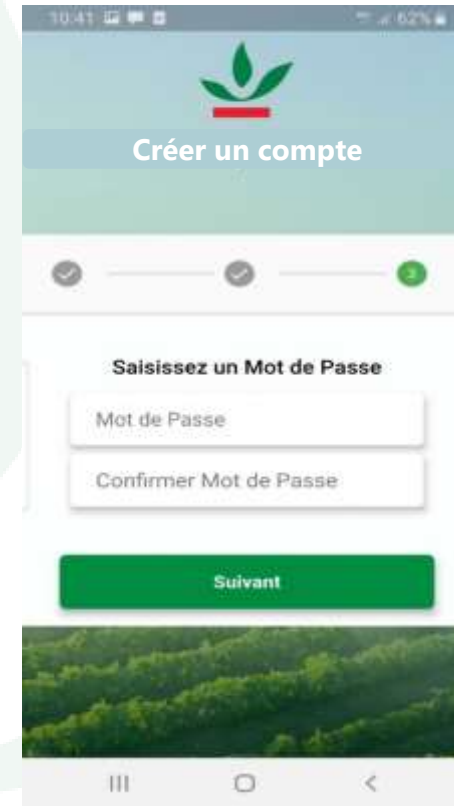 10:41 62%
Créer un compte
3
Saisissez un Mot de Passe
Mot de Passe
Confirmer Mot de Passe
Suivant